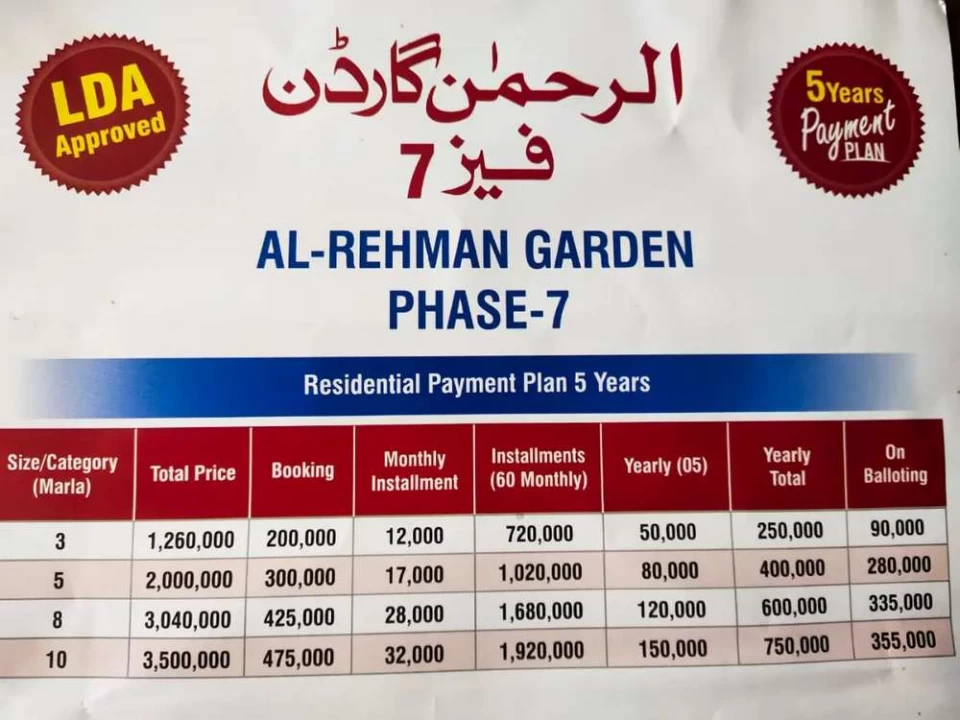 LDA
Approved
الرحمٰن گارڈن
فیز 7
5 Years
Payment
PLAN
AL-REHMAN GARDEN
PHASE-7
Residential Payment Plan 5 Years
Size/Category (Marla) Total Price Booking Monthly Installment Installments (60 Monthly) Yearly (05) Yearly Total On Balloting
3 1,260,000 200,000 12,000 720,000 50,000 250,000 90,000
5 2,000,000 300,000 17,000 1,020,000 80,000 400,000 280,000
8 3,040,000 425,000 28,000 1,680,000 120,000 600,000 335,000
10 3,500,000 475,000 32,000 1,920,000 150,000 750,000 355,000